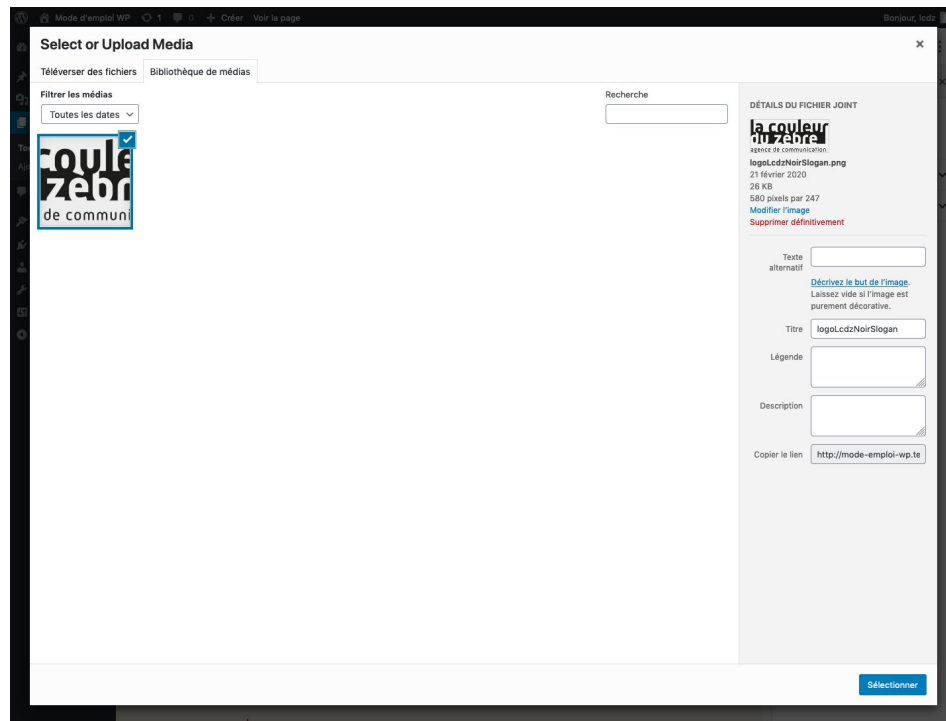 Mode d'emploi WP 1 0 + Créer Voir la page Bonjour, lcdz
Select or Upload Media ×
Téléverser des fichiers Bibliothèque de médias
Filtrer les médias
Toutes les dates
Recherche
coule
zebr
de communi
DÉTAILS DU FICHIER JOINT
la couleur
du zèbre
agence de communication
logoLcdzNoirSlogan.png
21 février 2020
26 KB
580 pixels par 247
Modifier l'image
Supprimer définitivement
Texte
alternatif
Décrivez le but de l'image.
Laissez vide si l'image est
purement décorative.
Titre logoLcdzNoirSlogan
Légende
Description
Copier le lien http://mode-emploi-wp.te
Sélectionner